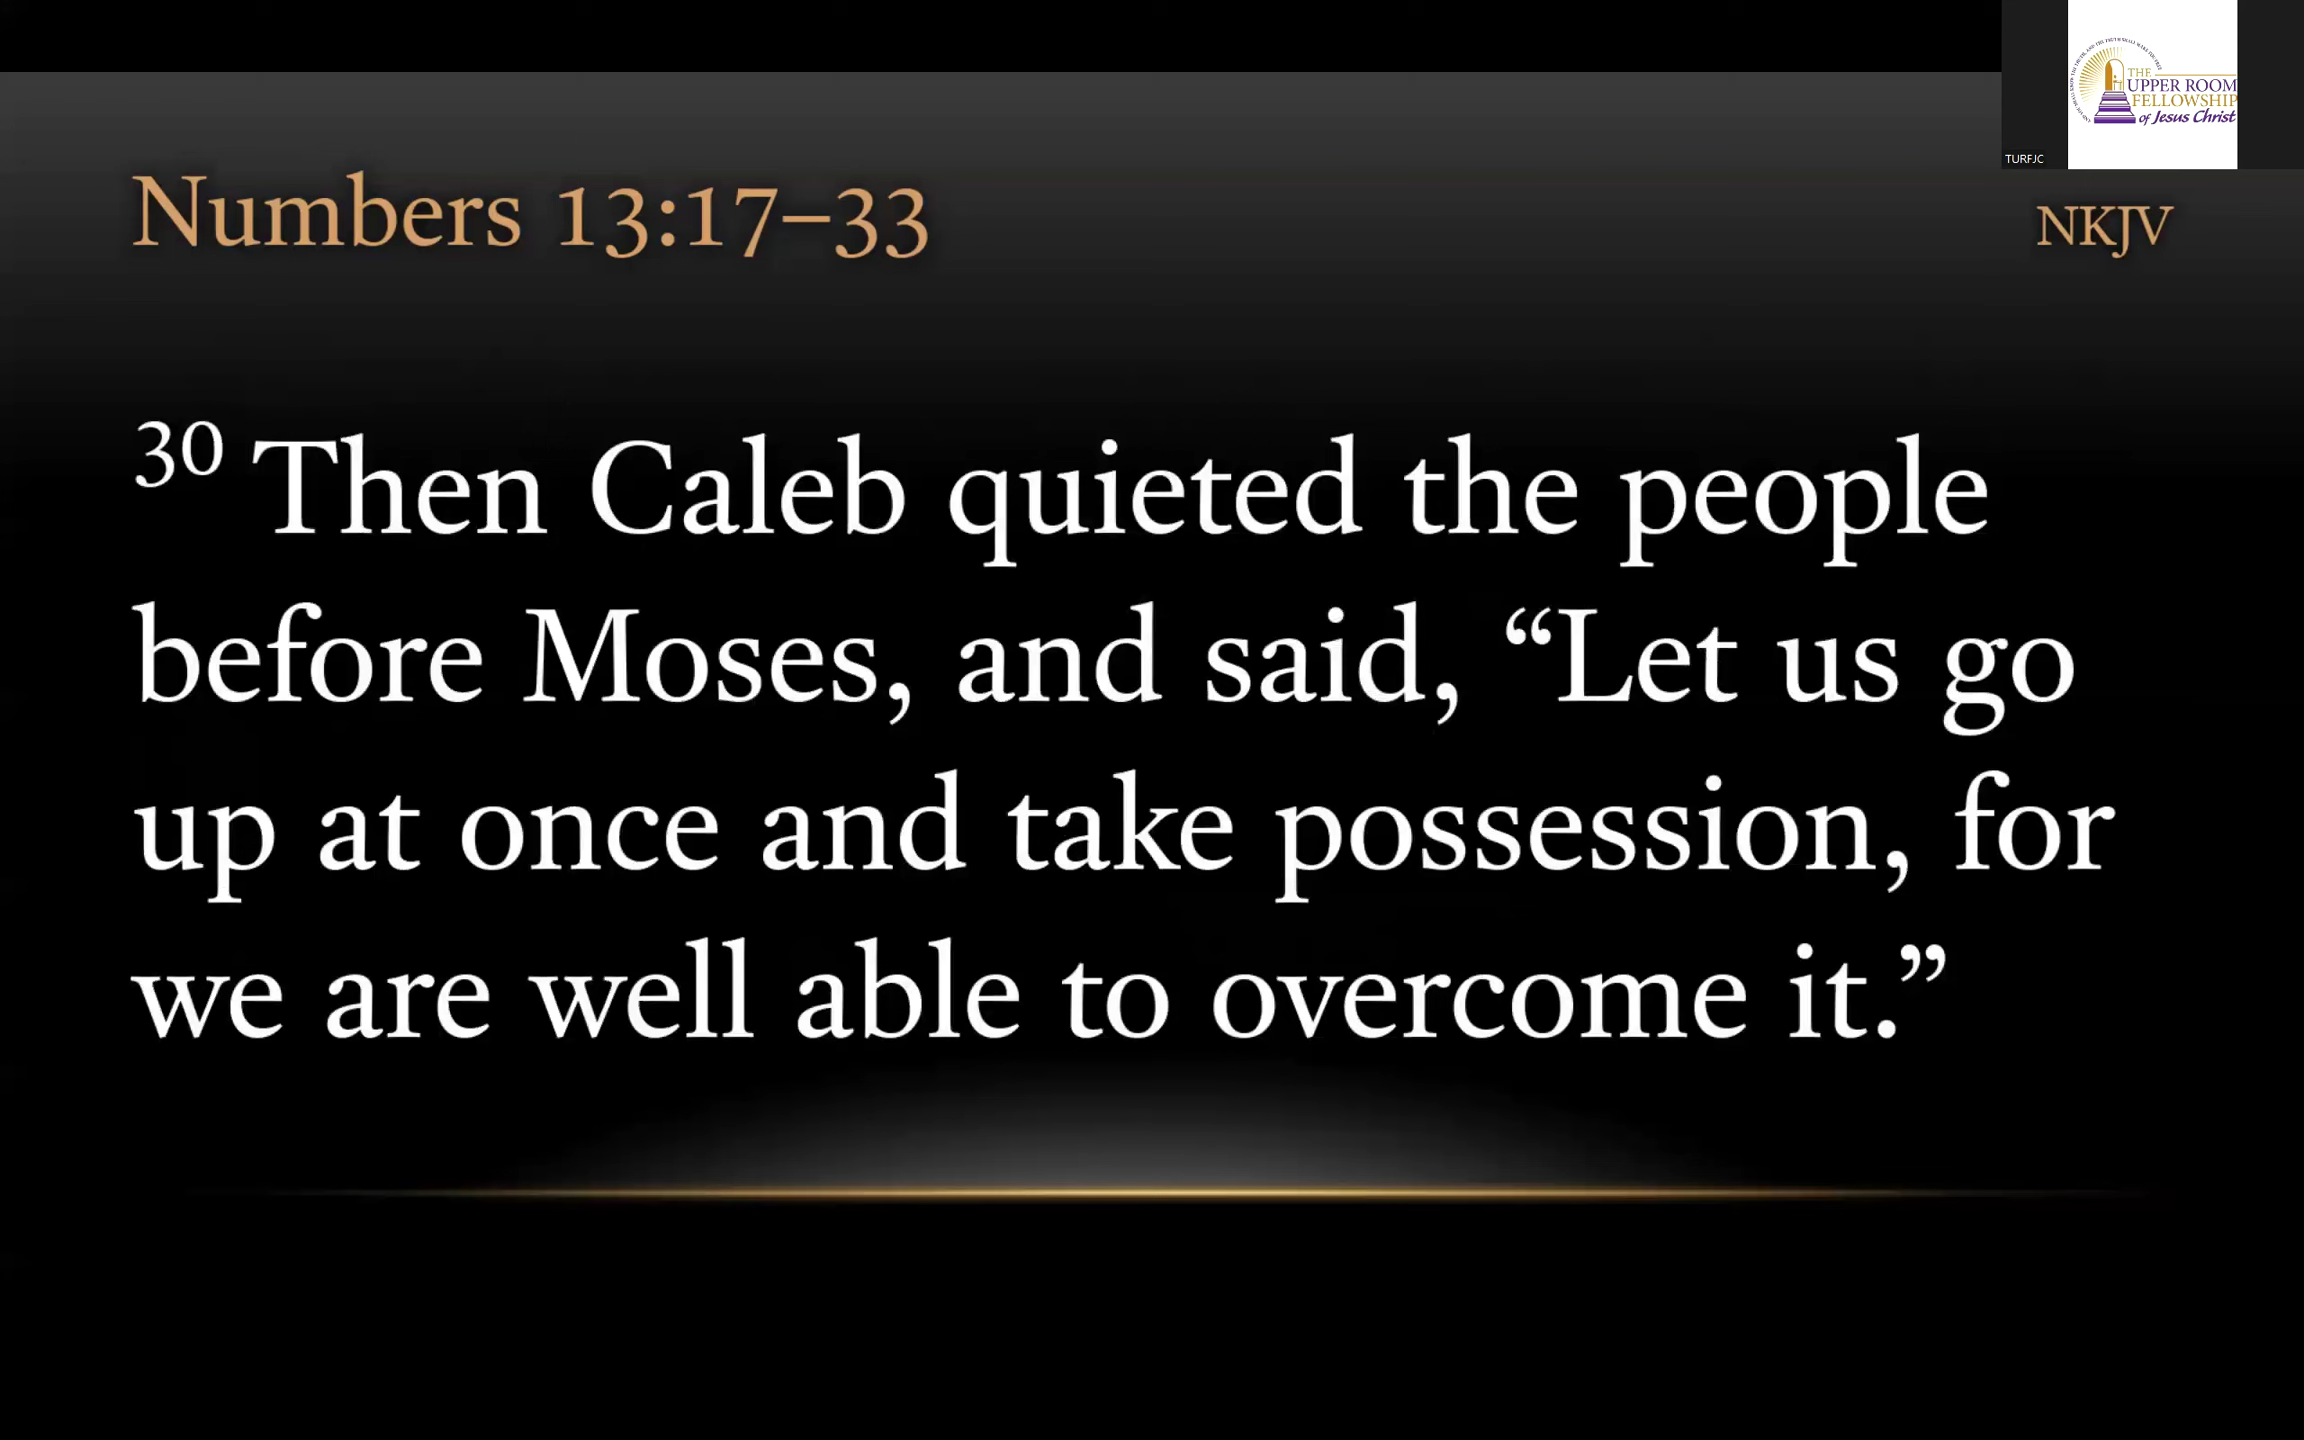 THE
UPPER ROOM
FELLOWSHIP
of Jesus Christ
TURFJC
Numbers 13:17–33
NKJV
30 Then Caleb quieted the people
before Moses, and said, “Let us go
up at once and take possession, for
we are well able to overcome it.”